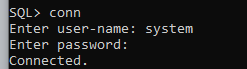 SQL> conn
Enter user-name: system
Enter password:
Connected.